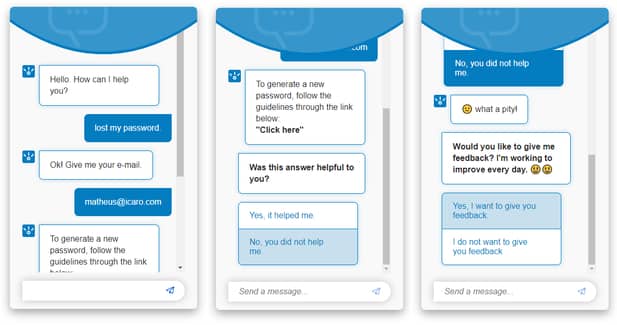 Hello. How can I help
you?
lost my password.
Ok! Give me your e-mail.
matheus@icaro.com
To generate a new
password, follow the
guidelines through the link
.com
To generate a new
password, follow the
guidelines through the link
below:
"Click here"
Was this answer helpful to
you?
Yes, it helped me.
No, you did not help
me.
Send a message...
No, you did not help
me.
what a pity!
Would you like to give me
feedback? I'm working to
improve every day.
Yes, I want to give you
feedback.
I do not want to give
you feedback
Send a message...